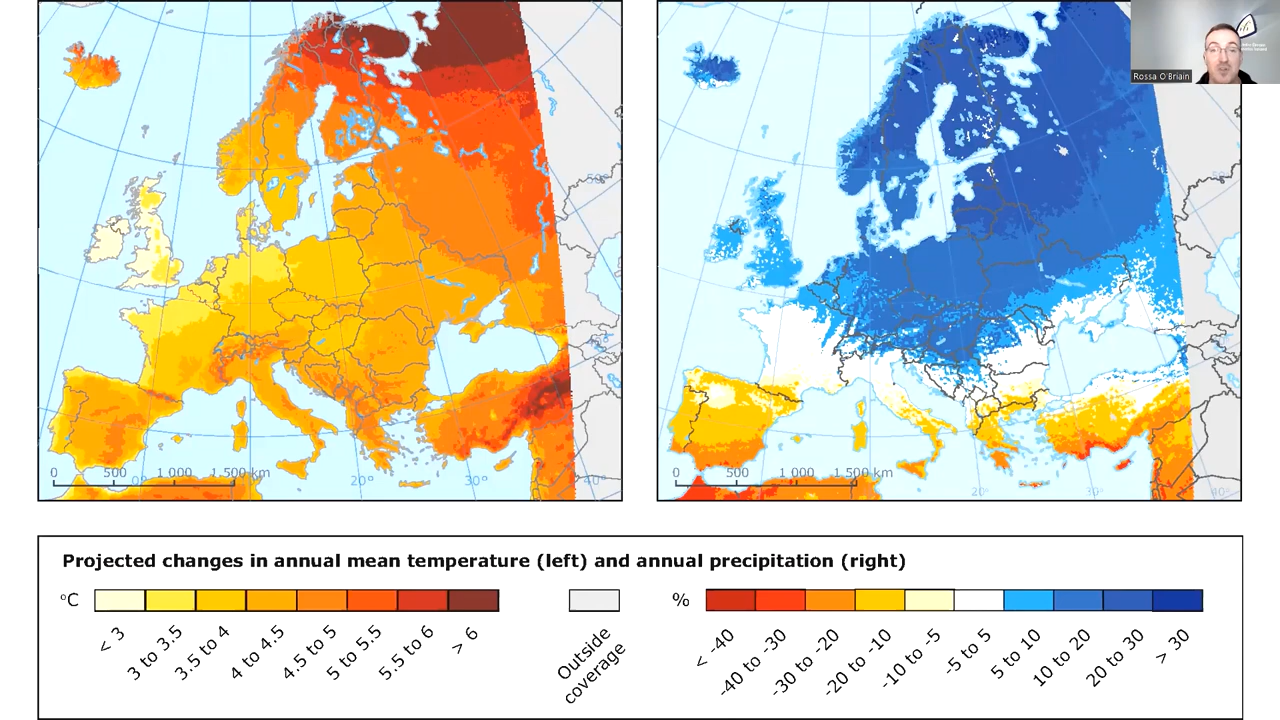 Rossa O Briain
50°
0 500 1 000 1 500 km
0° 20° 30° 40°
0 500 1 000 1 500 km
20° 30° 40°
Projected changes in annual mean temperature (left) and annual precipitation (right)
°C
< 3
3 to 3.5
3.5 to 4
4 to 4.5
4.5 to 5
5 to 5.5
5.5 to 6
> 6
Outside
coverage
%
< -40
-40 to -30
-30 to -20
-20 to -10
-10 to -5
-5 to 5
5 to 10
10 to 20
20 to 30
> 30